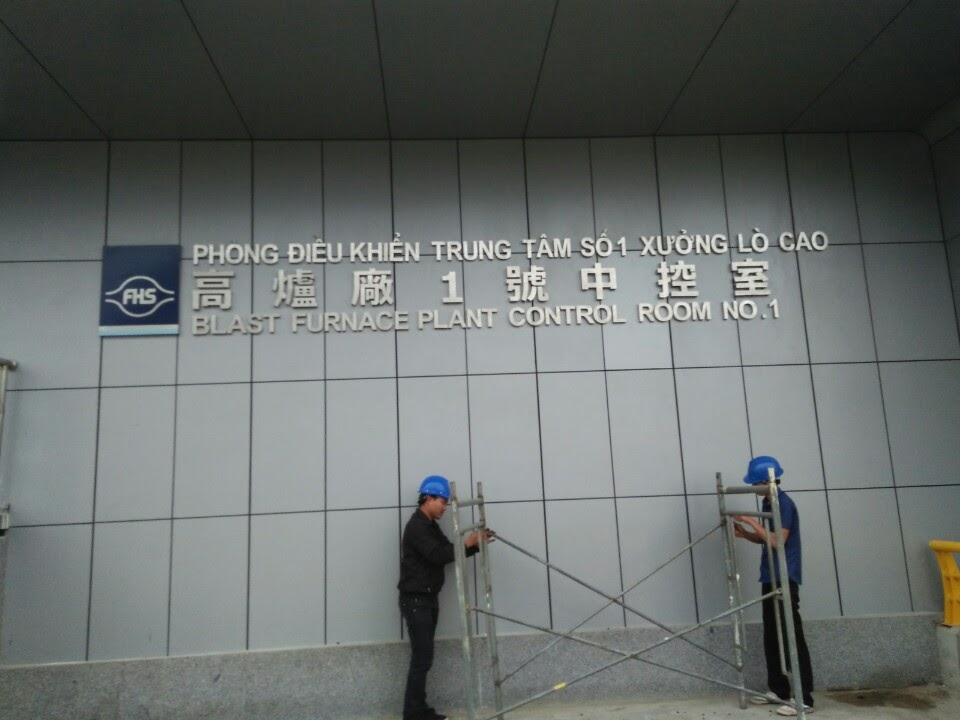 FHS
PHONG ĐIỀU KHIỂN TRUNG TÂM SỐ 1 XƯỞNG LÒ CAO
高爐廠1號中控室
BLAST FURNACE PLANT CONTROL ROOM NO.1